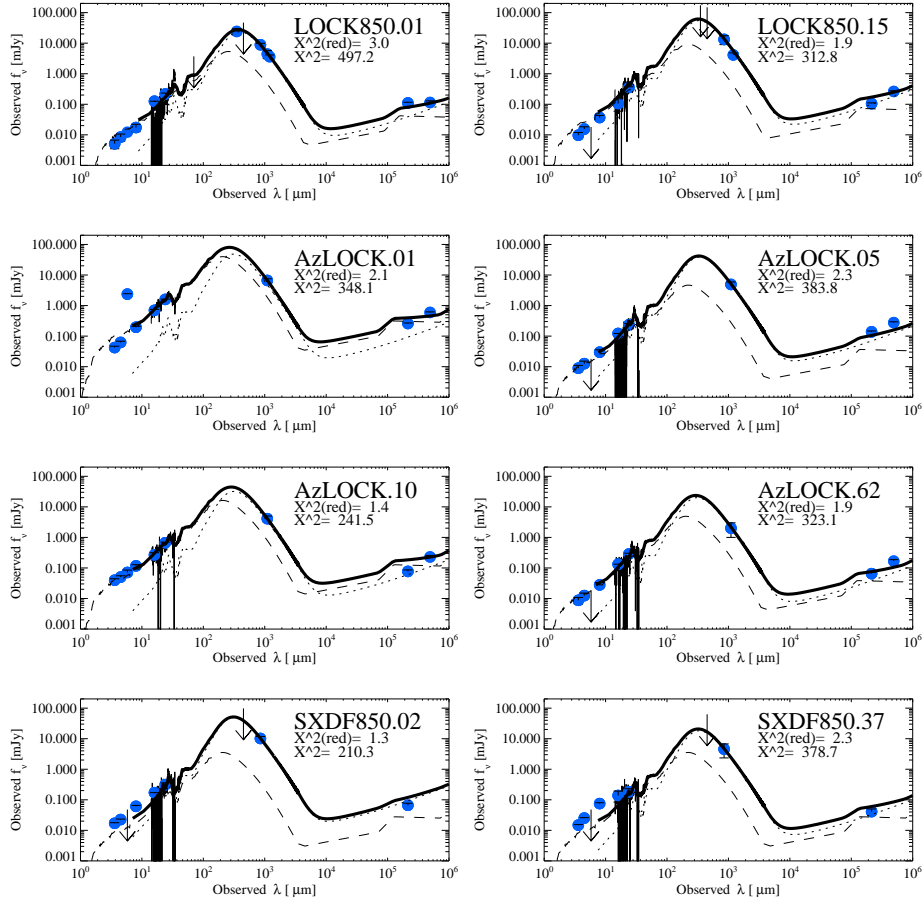 LOCK850.01
X^2(red)= 3.0
X^2= 497.2
100.000
10.000
1.000
0.100
0.010
0.001
Observed f_ν [mJy]
10^0 10^1 10^2 10^3 10^4 10^5 10^6
Observed λ [ μm]
LOCK850.15
X^2(red)= 1.9
X^2= 312.8
100.000
10.000
1.000
0.100
0.010
0.001
Observed f_ν [mJy]
10^0 10^1 10^2 10^3 10^4 10^5 10^6
Observed λ [ μm]
AzLOCK.01
X^2(red)= 2.1
X^2= 348.1
100.000
10.000
1.000
0.100
0.010
0.001
Observed f_ν [mJy]
10^0 10^1 10^2 10^3 10^4 10^5 10^6
Observed λ [ μm]
AzLOCK.05
X^2(red)= 2.3
X^2= 383.8
100.000
10.000
1.000
0.100
0.010
0.001
Observed f_ν [mJy]
10^0 10^1 10^2 10^3 10^4 10^5 10^6
Observed λ [ μm]
AzLOCK.10
X^2(red)= 1.4
X^2= 241.5
100.000
10.000
1.000
0.100
0.010
0.001
Observed f_ν [mJy]
10^0 10^1 10^2 10^3 10^4 10^5 10^6
Observed λ [ μm]
AzLOCK.62
X^2(red)= 1.9
X^2= 323.1
100.000
10.000
1.000
0.100
0.010
0.001
Observed f_ν [mJy]
10^0 10^1 10^2 10^3 10^4 10^5 10^6
Observed λ [ μm]
SXDF850.02
X^2(red)= 1.3
X^2= 210.3
100.000
10.000
1.000
0.100
0.010
0.001
Observed f_ν [mJy]
10^0 10^1 10^2 10^3 10^4 10^5 10^6
Observed λ [ μm]
SXDF850.37
X^2(red)= 2.3
X^2= 378.7
100.000
10.000
1.000
0.100
0.010
0.001
Observed f_ν [mJy]
10^0 10^1 10^2 10^3 10^4 10^5 10^6
Observed λ [ μm]